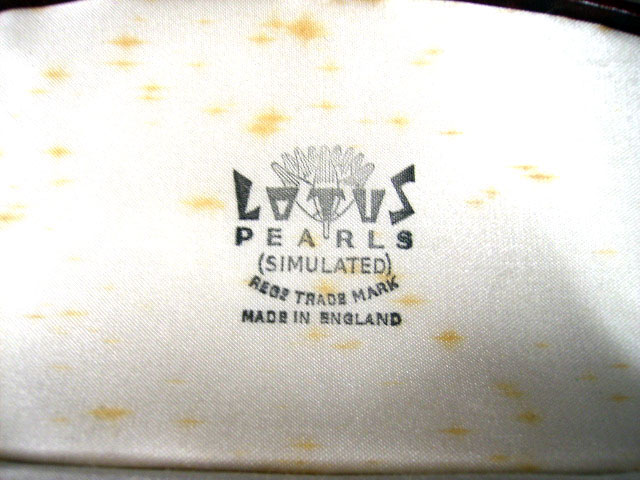 LOTUS
PEARLS
(SIMULATED)
REGD TRADE MARK
MADE IN ENGLAND